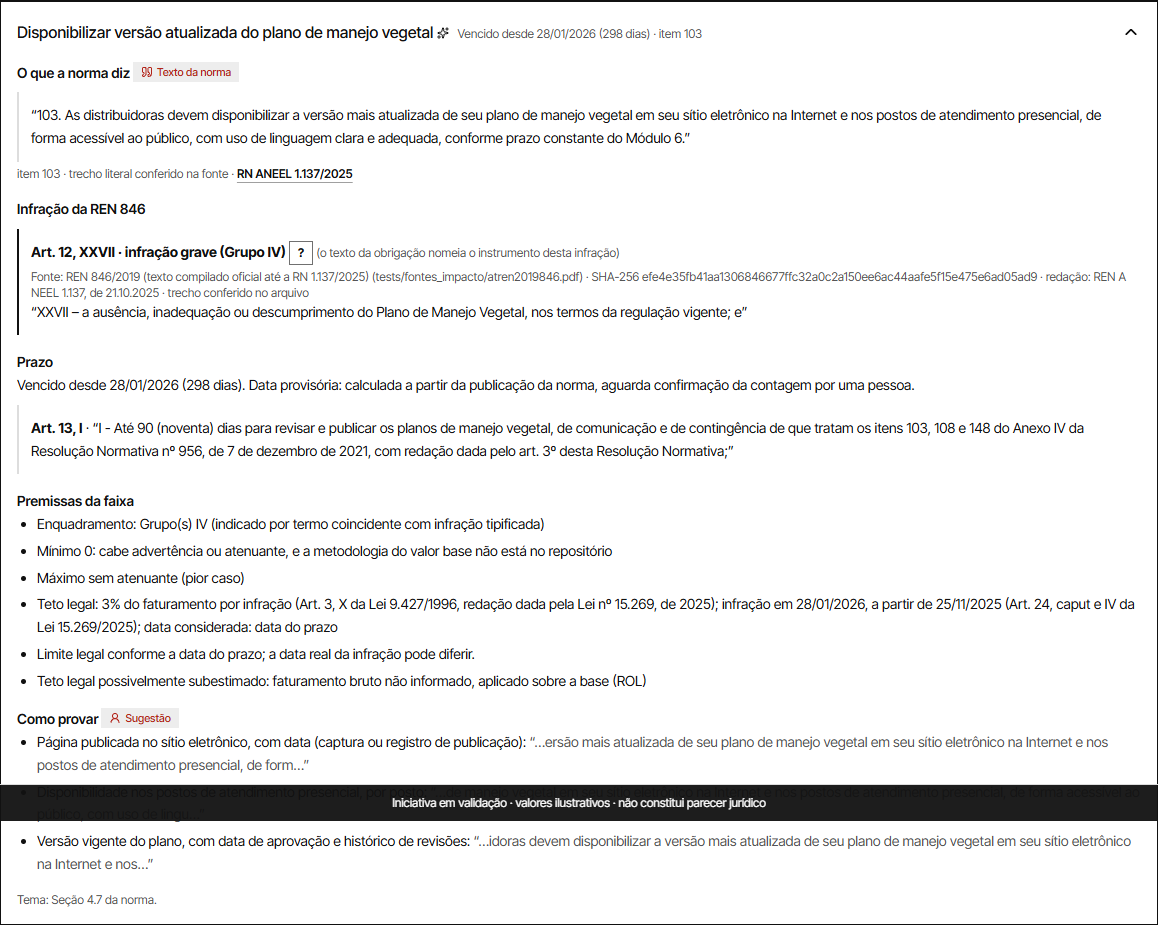 Disponibilizar versão atualizada do plano de manejo vegetal Vencido desde 28/01/2026 (298 dias) · item 103
O que a norma diz Texto da norma
“103. As distribuidoras devem disponibilizar a versão mais atualizada de seu plano de manejo vegetal em seu sítio eletrônico na Internet e nos postos de atendimento presencial, de
forma acessível ao público, com uso de linguagem clara e adequada, conforme prazo constante do Módulo 6.”
item 103 · trecho literal conferido na fonte · RN ANEEL 1.137/2025
Infração da REN 846
Art. 12, XXVII · infração grave (Grupo IV) ? (o texto da obrigação nomeia o instrumento desta infração)
Fonte: REN 846/2019 (texto compilado oficial até a RN 1.137/2025) (tests/fontes_impacto/atren2019846.pdf) · SHA-256 efe4e35fb41aa1306846677ffc32a0c2a150ee6ac44aafe5f15e475e6ad05ad9 · redação: REN A
NEEL 1.137, de 21.10.2025 · trecho conferido no arquivo
“XXVII – a ausência, inadequação ou descumprimento do Plano de Manejo Vegetal, nos termos da regulação vigente; e”
Prazo
Vencido desde 28/01/2026 (298 dias). Data provisória: calculada a partir da publicação da norma, aguarda confirmação da contagem por uma pessoa.
Art. 13, I · “I - Até 90 (noventa) dias para revisar e publicar os planos de manejo vegetal, de comunicação e de contingência de que tratam os itens 103, 108 e 148 do Anexo IV da
Resolução Normativa nº 956, de 7 de dezembro de 2021, com redação dada pelo art. 3º desta Resolução Normativa;”
Premissas da faixa
• Enquadramento: Grupo(s) IV (indicado por termo coincidente com infração tipificada)
• Mínimo 0: cabe advertência ou atenuante, e a metodologia do valor base não está no repositório
• Máximo sem atenuante (pior caso)
• Teto legal: 3% do faturamento por infração (Art. 3, X da Lei 9.427/1996, redação dada pela Lei nº 15.269, de 2025); infração em 28/01/2026, a partir de 25/11/2025 (Art. 24, caput e IV da
Lei 15.269/2025); data considerada: data do prazo
• Limite legal conforme a data do prazo; a data real da infração pode diferir.
• Teto legal possivelmente subestimado: faturamento bruto não informado, aplicado sobre a base (ROL)
Como provar Sugestão
• Página publicada no sítio eletrônico, com data (captura ou registro de publicação): “…ersão mais atualizada de seu plano de manejo vegetal em seu sítio eletrônico na Internet e nos
postos de atendimento presencial, de form…”
• Disponibilidade nos postos de atendimento presencial, por posto:
Iniciativa em validação · valores ilustrativos · não constitui parecer jurídico
• Versão vigente do plano, com data de aprovação e histórico de revisões: “…idoras devem disponibilizar a versão mais atualizada de seu plano de manejo vegetal em seu sítio eletrônico
na Internet e nos…”
Tema: Seção 4.7 da norma.